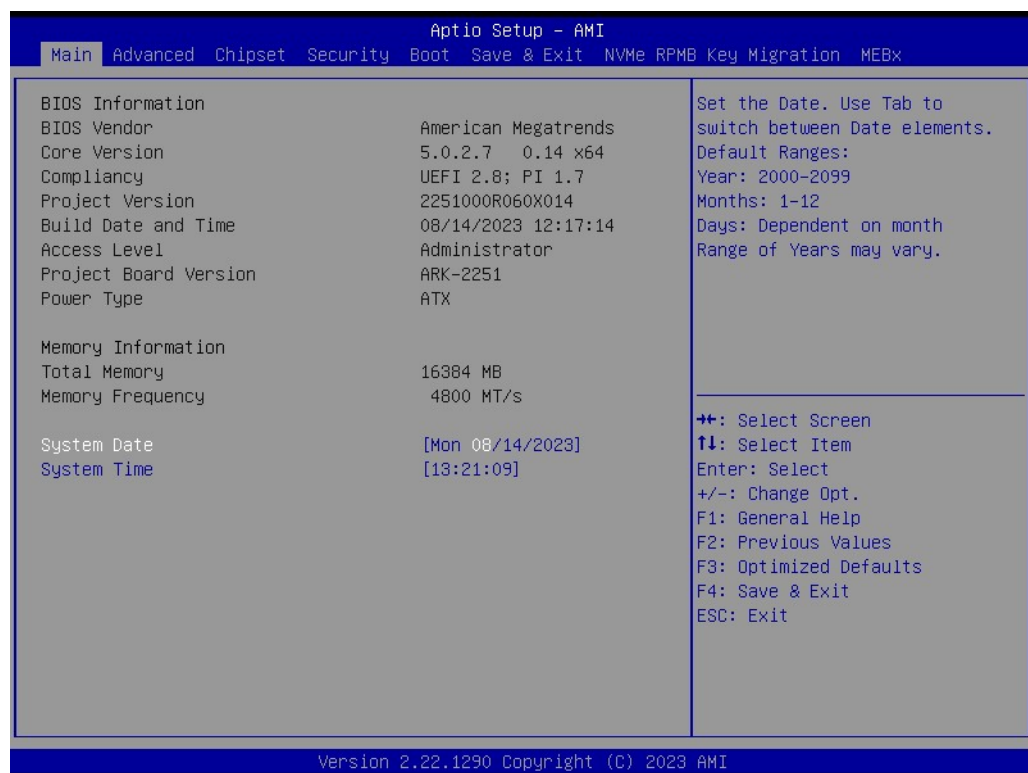 Aptio Setup – AMI
Main Advanced Chipset Security Boot Save & Exit NVMe RPMB Key Migration MEBx
BIOS Information
BIOS Vendor American Megatrends
Core Version 5.0.2.7 0.14 x64
Compliancy UEFI 2.8; PI 1.7
Project Version 2251000R060X014
Build Date and Time 08/14/2023 12:17:14
Access Level Administrator
Project Board Version ARK-2251
Power Type ATX
Memory Information
Total Memory 16384 MB
Memory Frequency 4800 MT/s
System Date [Mon 08/14/2023]
System Time [13:21:09]
Set the Date. Use Tab to
switch between Date elements.
Default Ranges:
Year: 2000-2099
Months: 1-12
Days: Dependent on month
Range of Years may vary.
→←: Select Screen
↑↓: Select Item
Enter: Select
+/-: Change Opt.
F1: General Help
F2: Previous Values
F3: Optimized Defaults
F4: Save & Exit
ESC: Exit
Version 2.22.1290 Copyright (C) 2023 AMI